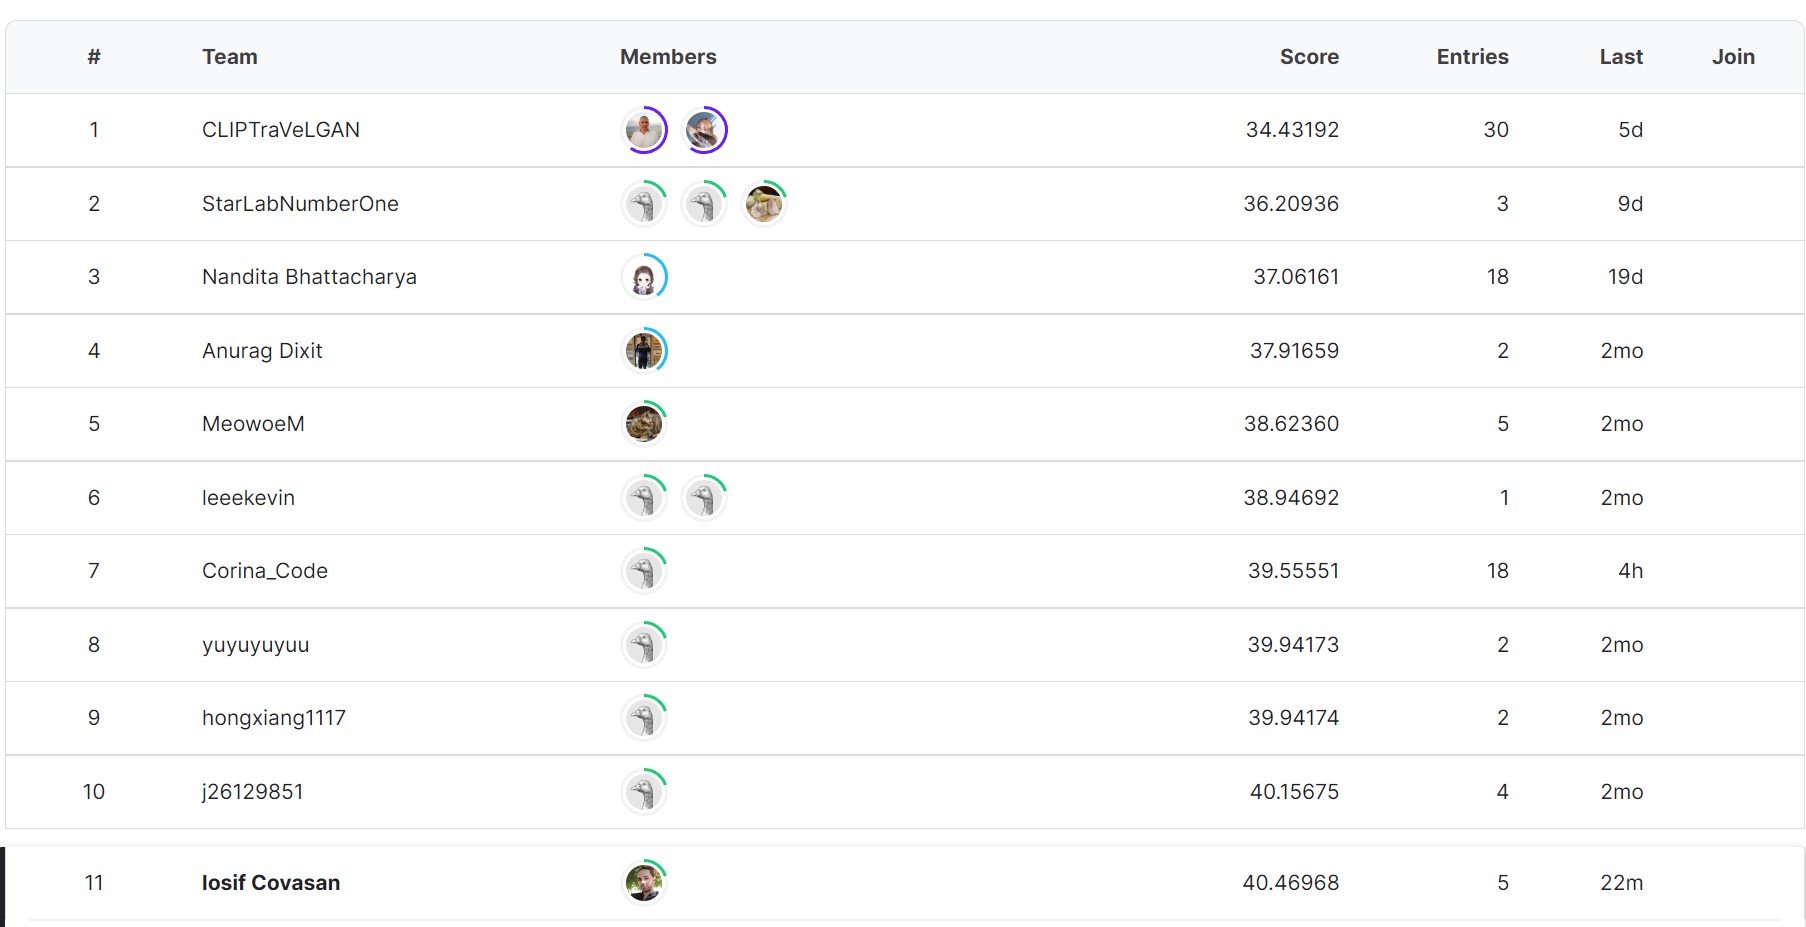 # Team Members Score Entries Last Join
1 CLIPTraVeLGAN 34.43192 30 5d
2 StarLabNumberOne 36.20936 3 9d
3 Nandita Bhattacharya 37.06161 18 19d
4 Anurag Dixit 37.91659 2 2mo
5 MeowoeM 38.62360 5 2mo
6 leeekevin 38.94692 1 2mo
7 Corina_Code 39.55551 18 4h
8 yuyuyuyuu 39.94173 2 2mo
9 hongxiang1117 39.94174 2 2mo
10 j26129851 40.15675 4 2mo
11 Iosif Covasan 40.46968 5 22m